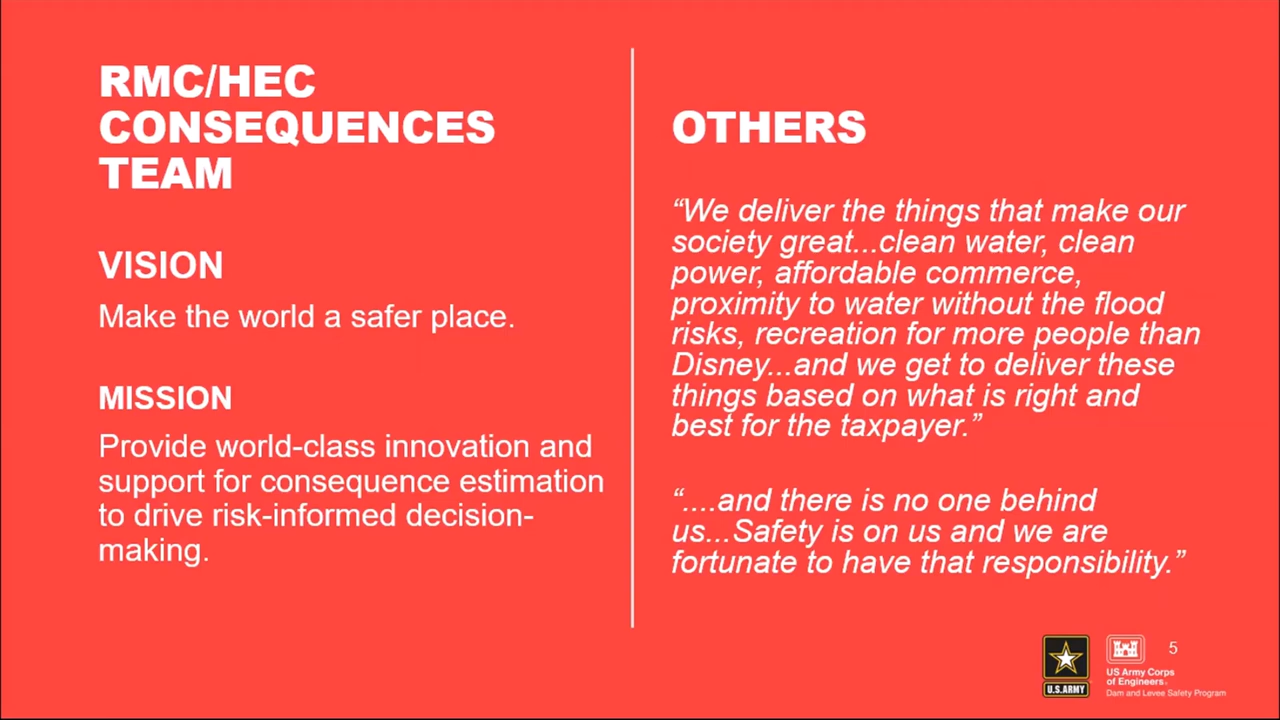 RMC/HEC
CONSEQUENCES
TEAM
VISION
Make the world a safer place.
MISSION
Provide world-class innovation and
support for consequence estimation
to drive risk-informed decision-
making.
OTHERS
“We deliver the things that make our
society great...clean water, clean
power, affordable commerce,
proximity to water without the flood
risks, recreation for more people than
Disney...and we get to deliver these
things based on what is right and
best for the taxpayer.”
“....and there is no one behind
us...Safety is on us and we are
fortunate to have that responsibility.”
U.S.ARMY
US Army Corps
of Engineers®
Dam and Levee Safety Program
5